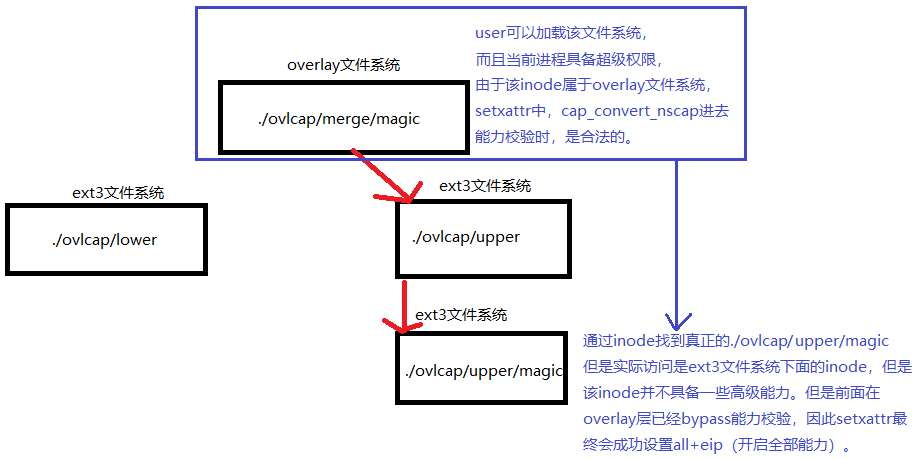 user可以加载该文件系统，
而且当前进程具备超级权限，
由于该inode属于overlay文件系统，
setxattr中，cap_convert_nscap进去
能力校验时，是合法的。
overlay文件系统
./ovlcap/merge/magic
ext3文件系统
./ovlcap/lower
ext3文件系统
./ovlcap/upper
ext3文件系统
./ovlcap/upper/magic
通过inode找到真正的./ovlcap/upper/magic
但是实际访问是ext3文件系统下面的inode，但是
该inode并不具备一些高级能力。但是前面在
overlay层已经bypass能力校验，因此setxattr最
终会成功设置all+eip（开启全部能力）。